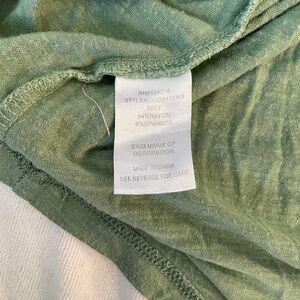 SELF
94%RAYON
6%SPANDEX
EXCLUSIVE OF
DECORATION
MADE IN CHINA
SEE REVERSE FOR CARE